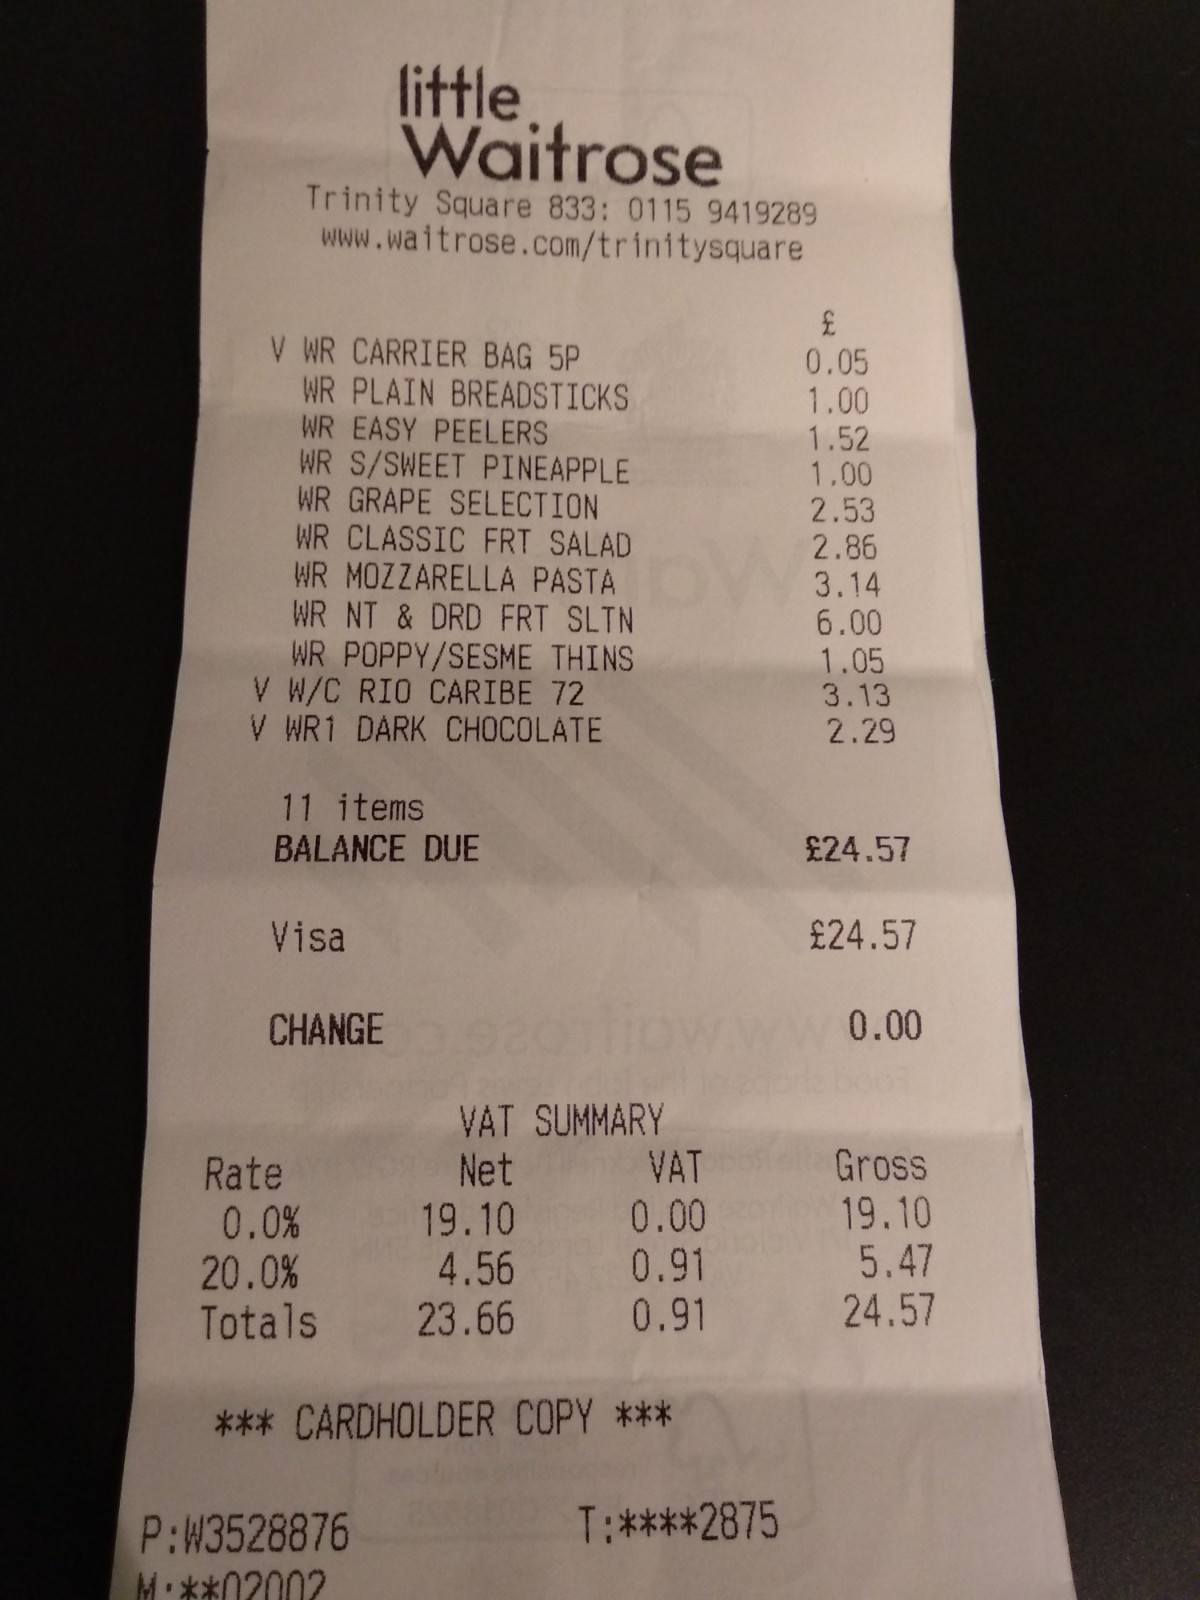 little
Waitrose
Trinity Square 833: 0115 9419289
www.waitrose.com/trinitysquare
£
V WR CARRIER BAG 5P 0.05
WR PLAIN BREADSTICKS 1.00
WR EASY PEELERS 1.52
WR S/SWEET PINEAPPLE 1.00
WR GRAPE SELECTION 2.53
WR CLASSIC FRT SALAD 2.86
WR MOZZARELLA PASTA 3.14
WR NT & DRD FRT SLTN 6.00
WR POPPY/SESME THINS 1.05
V W/C RIO CARIBE 72 3.13
V WR1 DARK CHOCOLATE 2.29
11 items
BALANCE DUE £24.57
Visa £24.57
CHANGE 0.00
VAT SUMMARY
Rate Net VAT Gross
0.0% 19.10 0.00 19.10
20.0% 4.56 0.91 5.47
Totals 23.66 0.91 24.57
*** CARDHOLDER COPY ***
P:W3528876 T:****2875
M:**02002